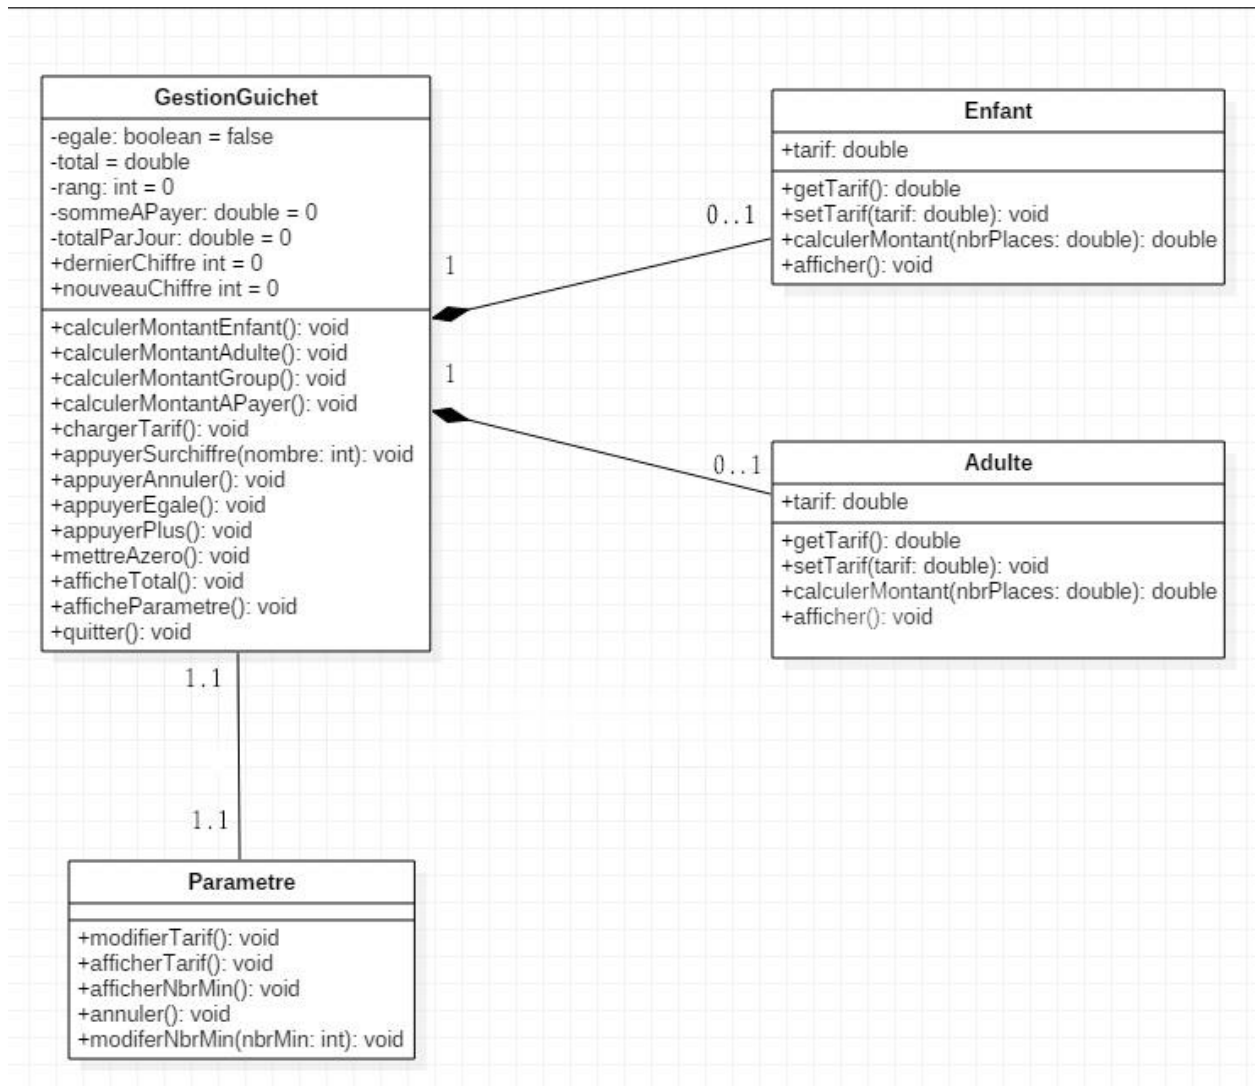 GestionGuichet
-egale: boolean = false
-total = double
-rang: int = 0
-sommeAPayer: double = 0
-totalParJour: double = 0
+dernierChiffre int = 0
+nouveauChiffre int = 0
+calculerMontantEnfant(): void
+calculerMontantAdulte(): void
+calculerMontantGroup(): void
+calculerMontantAPayer(): void
+chargerTarif(): void
+appuyerSurchiffre(nombre: int): void
+appuyerAnnuler(): void
+appuyerEgale(): void
+appuyerPlus(): void
+mettreAzero(): void
+afficheTotal(): void
+afficheParametre(): void
+quitter(): void
1
0..1
Enfant
+tarif: double
+getTarif(): double
+setTarif(tarif: double): void
+calculerMontant(nbrPlaces: double): double
+afficher(): void
1
0..1
Adulte
+tarif: double
+getTarif(): double
+setTarif(tarif: double): void
+calculerMontant(nbrPlaces: double): double
+afficher(): void
1.1
1.1
Parametre
+modifierTarif(): void
+afficherTarif(): void
+afficherNbrMin(): void
+annuler(): void
+modiferNbrMin(nbrMin: int): void